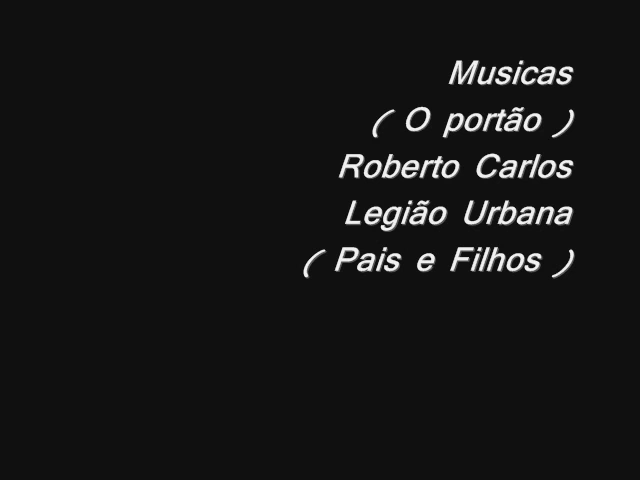 Musicas
( O portão )
Roberto Carlos
Legião Urbana
( Pais e Filhos )